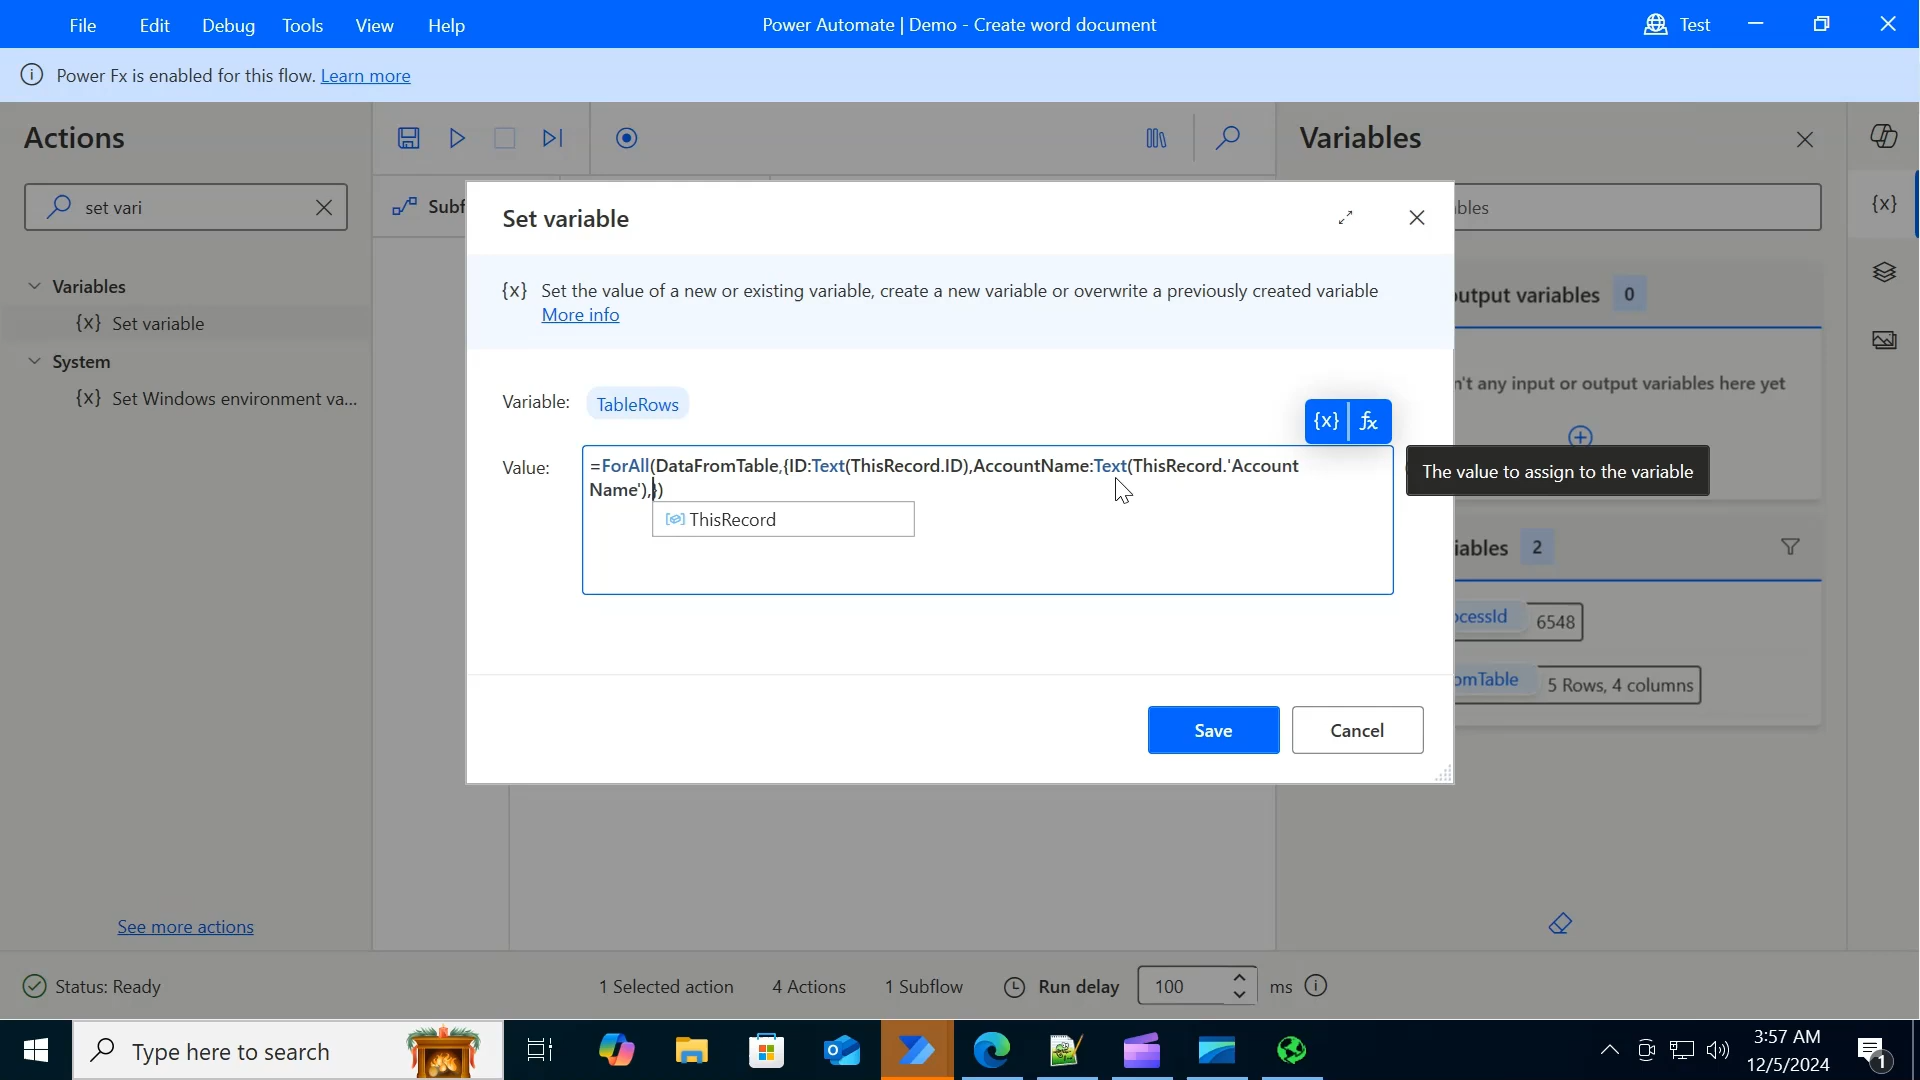 File Edit Debug Tools View Help
Power Automate | Demo - Create word document
Test
Power Fx is enabled for this flow. Learn more
Actions
set vari
Variables
{x} Set variable
System
{x} Set Windows environment va...
See more actions
Subf
Set variable
{x} Set the value of a new or existing variable, create a new variable or overwrite a previously created variable
More info
Variable: TableRows
{x} fx
Value:
=ForAll(DataFromTable,{ID:Text(ThisRecord.ID),AccountName:Text(ThisRecord.'Account
Name'),})
ThisRecord
The value to assign to the variable
Save
Cancel
Variables
bles
{x}
utput variables 0
n't any input or output variables here yet
iables 2
ocessId 6548
omTable 5 Rows, 4 columns
Status: Ready
1 Selected action
4 Actions
1 Subflow
Run delay
100
ms
Type here to search
3:57 AM
12/5/2024
1